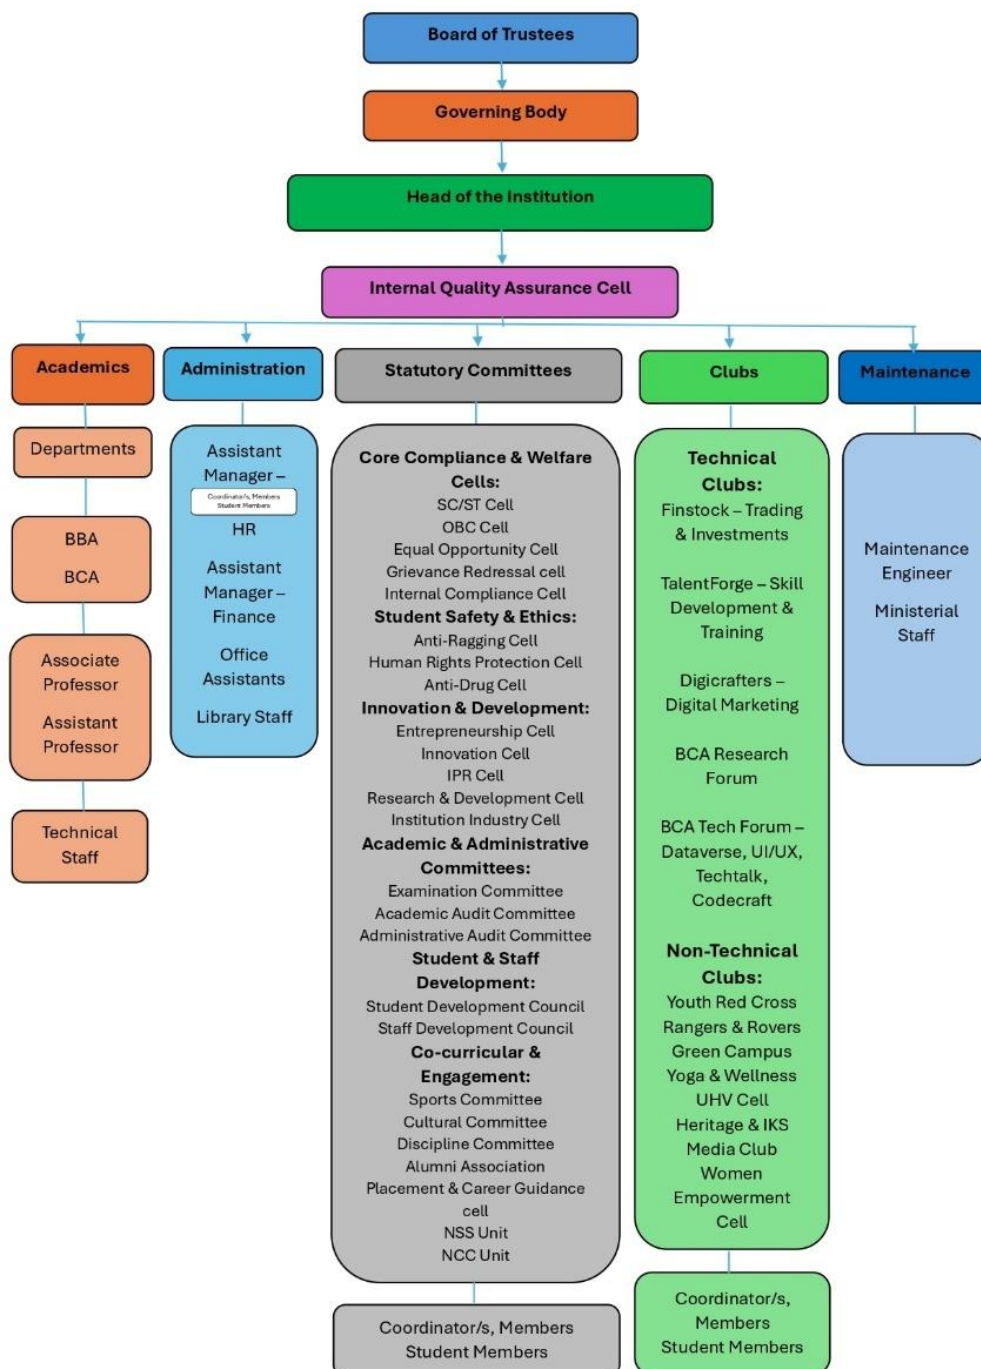 Board of Trustees
Governing Body
Head of the Institution
Internal Quality Assurance Cell
Academics
Departments
BBA
BCA
Associate
Professor
Assistant
Professor
Technical
Staff
Administration
Assistant
Manager –
Coordinator/s, Members
Student Members
HR
Assistant
Manager –
Finance
Office
Assistants
Library Staff
Statutory Committees
Core Compliance & Welfare
Cells:
SC/ST Cell
OBC Cell
Equal Opportunity Cell
Grievance Redressal cell
Internal Compliance Cell
Student Safety & Ethics:
Anti-Ragging Cell
Human Rights Protection Cell
Anti-Drug Cell
Innovation & Development:
Entrepreneurship Cell
Innovation Cell
IPR Cell
Research & Development Cell
Institution Industry Cell
Academic & Administrative
Committees:
Examination Committee
Academic Audit Committee
Administrative Audit Committee
Student & Staff
Development:
Student Development Council
Staff Development Council
Co-curricular &
Engagement:
Sports Committee
Cultural Committee
Discipline Committee
Alumni Association
Placement & Career Guidance
cell
NSS Unit
NCC Unit
Coordinator/s, Members
Student Members
Clubs
Technical
Clubs:
Finstock – Trading
& Investments
TalentForge – Skill
Development &
Training
Digicrafters –
Digital Marketing
BCA Research
Forum
BCA Tech Forum –
Dataverse, UI/UX,
Techtalk,
Codecraft
Non-Technical
Clubs:
Youth Red Cross
Rangers & Rovers
Green Campus
Yoga & Wellness
UHV Cell
Heritage & IKS
Media Club
Women
Empowerment
Cell
Coordinator/s,
Members
Student Members
Maintenance
Maintenance
Engineer
Ministerial
Staff